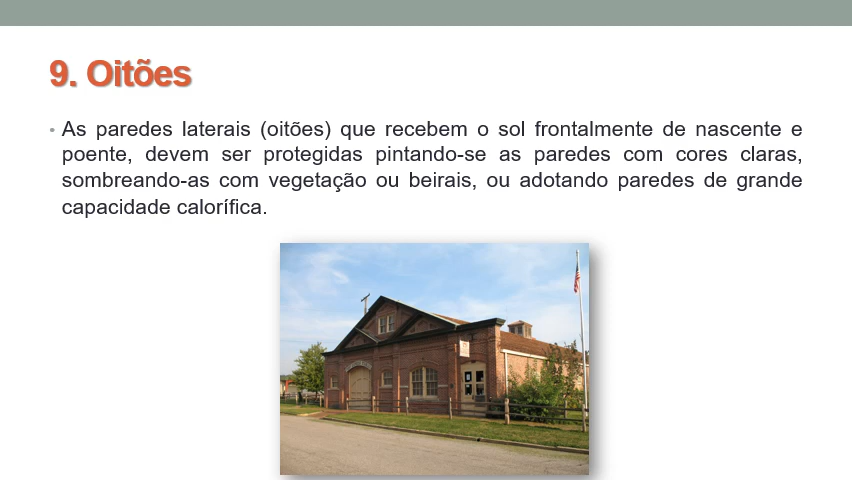 9. Oitões
• As paredes laterais (oitões) que recebem o sol frontalmente de nascente e
poente, devem ser protegidas pintando-se as paredes com cores claras,
sombreando-as com vegetação ou beirais, ou adotando paredes de grande
capacidade calorífica.